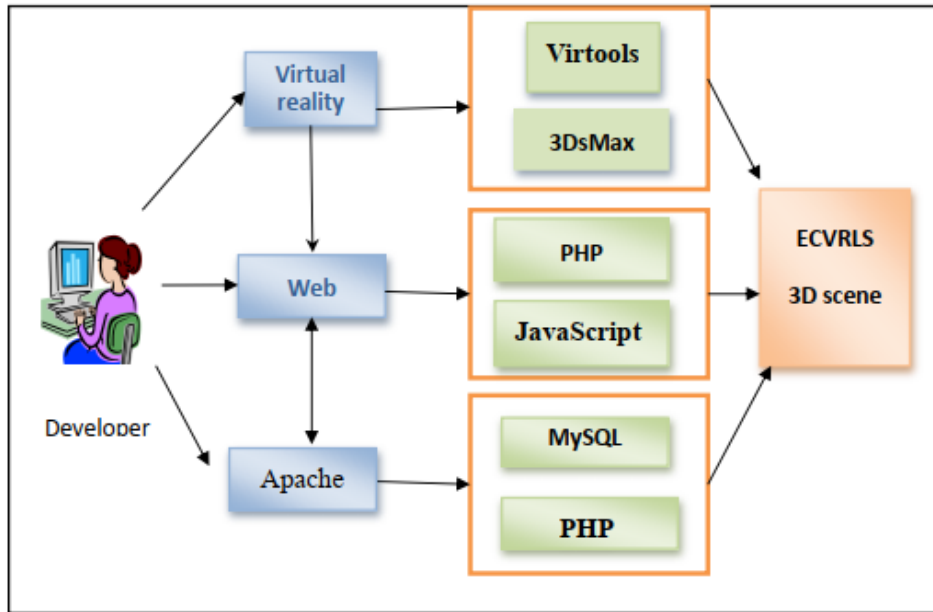 Virtual
reality
Virtools
3DsMax
Web
PHP
JavaScript
ECVRLS
3D scene
Developer
Apache
MySQL
PHP